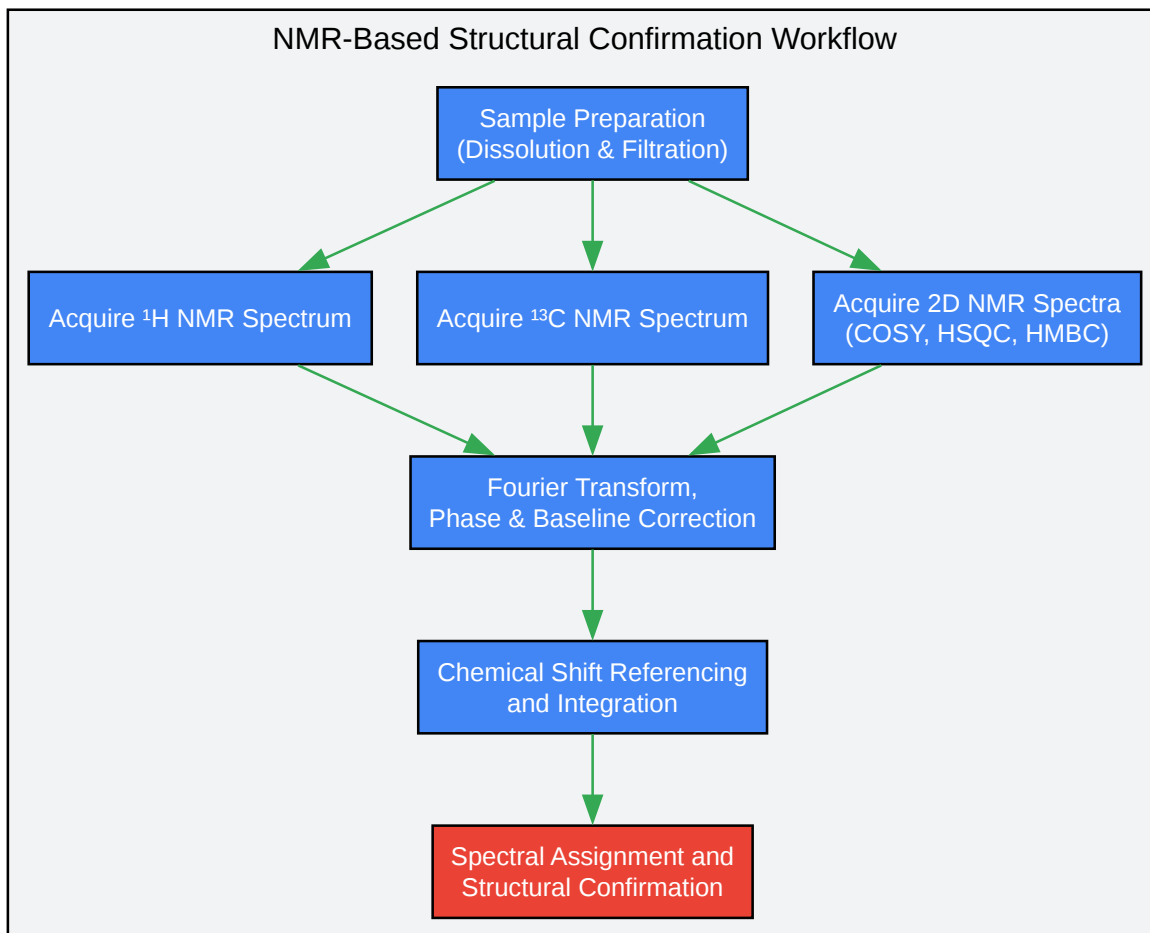 NMR-Based Structural Confirmation Workflow
Sample Preparation
(Dissolution & Filtration)
Acquire ¹H NMR Spectrum
Acquire ¹³C NMR Spectrum
Acquire 2D NMR Spectra
(COSY, HSQC, HMBC)
Fourier Transform,
Phase & Baseline Correction
Chemical Shift Referencing
and Integration
Spectral Assignment and
Structural Confirmation